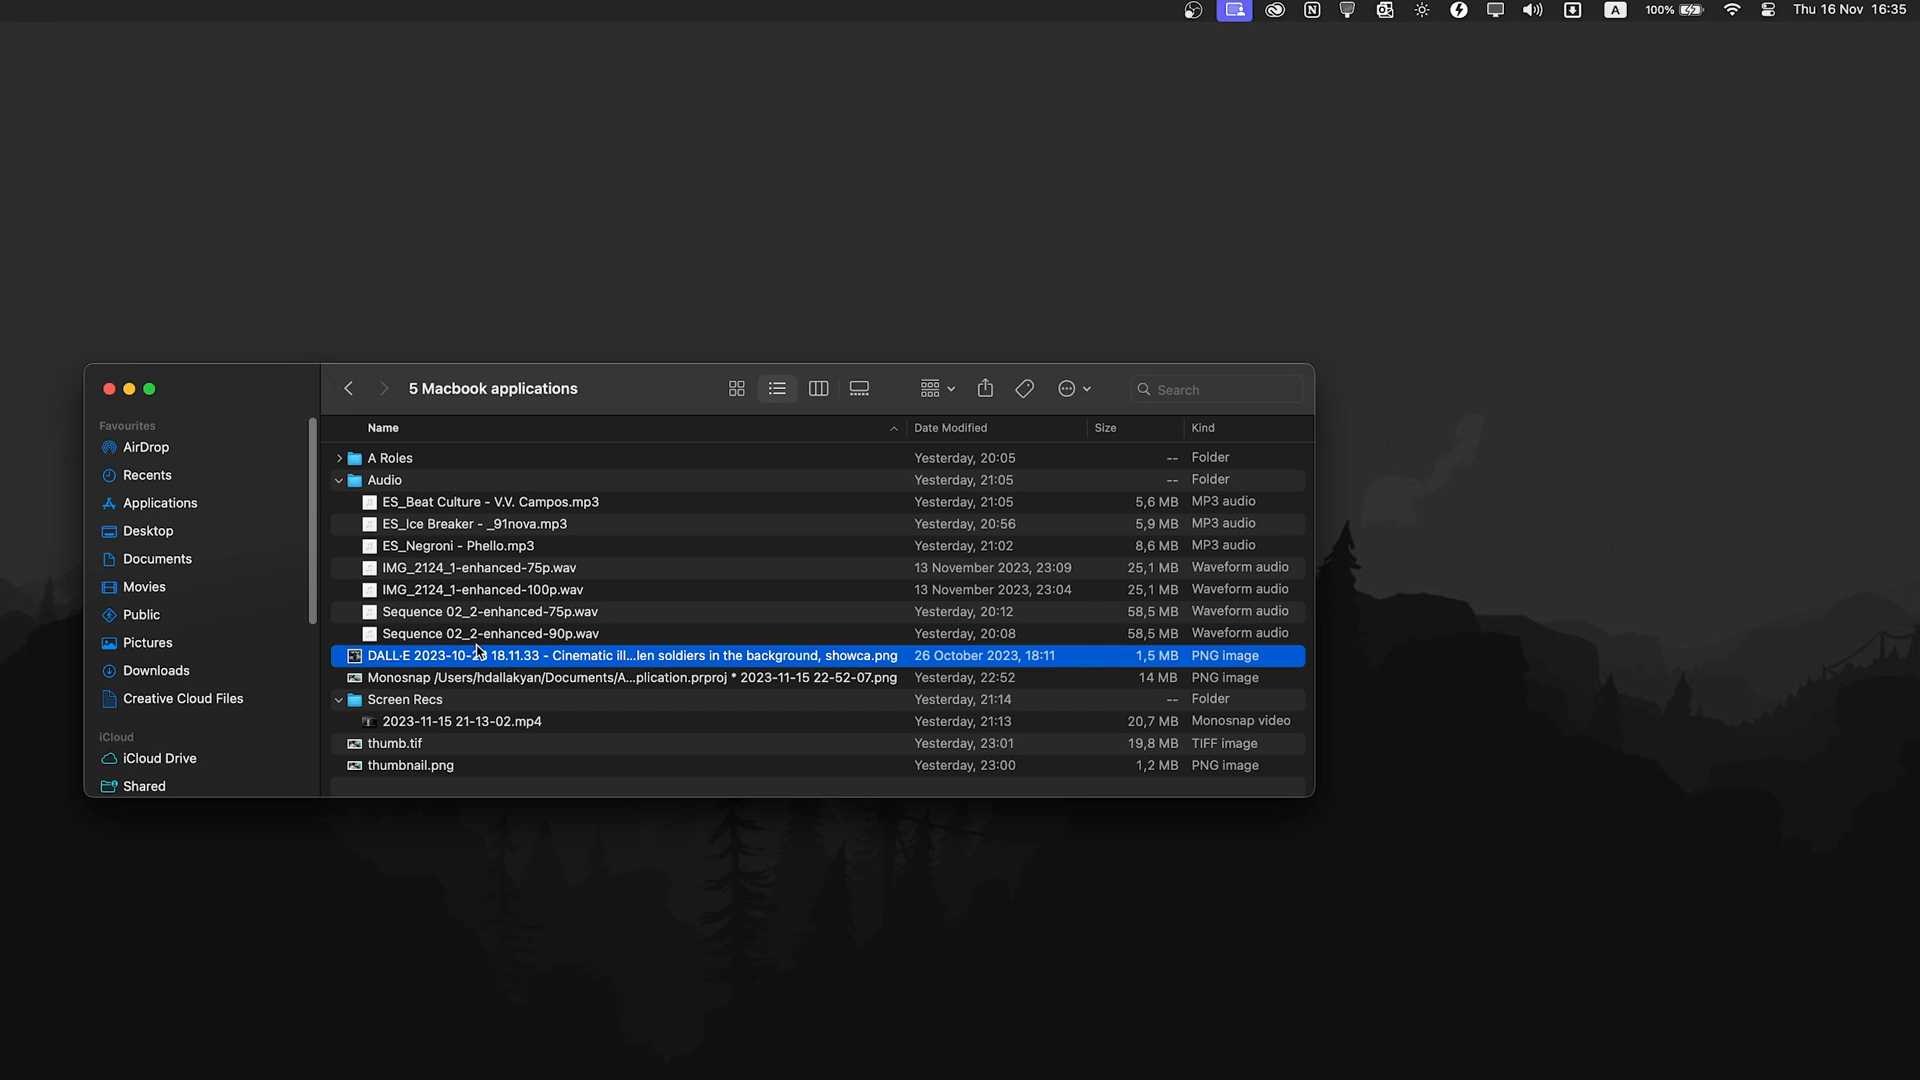 A 100% Thu 16 Nov 16:35
5 Macbook applications
Search
Favourites
AirDrop
Recents
Applications
Desktop
Documents
Movies
Public
Pictures
Downloads
Creative Cloud Files
iCloud
iCloud Drive
Shared
Name Date Modified Size Kind
A Roles Yesterday, 20:05 -- Folder
Audio Yesterday, 21:05 -- Folder
ES_Beat Culture - V.V. Campos.mp3 Yesterday, 21:05 5,6 MB MP3 audio
ES_Ice Breaker - _91nova.mp3 Yesterday, 20:56 5,9 MB MP3 audio
ES_Negroni - Phello.mp3 Yesterday, 21:02 8,6 MB MP3 audio
IMG_2124_1-enhanced-75p.wav 13 November 2023, 23:09 25,1 MB Waveform audio
IMG_2124_1-enhanced-100p.wav 13 November 2023, 23:04 25,1 MB Waveform audio
Sequence 02_2-enhanced-75p.wav Yesterday, 20:12 58,5 MB Waveform audio
Sequence 02_2-enhanced-90p.wav Yesterday, 20:08 58,5 MB Waveform audio
DALL·E 18.11.33 - Cinematic ill...len soldiers in the background, showca.png 26 October 2023, 18:11 1,5 MB PNG image
Monosnap /Users/hdallakyan/Documents/A...plication.prproj * 2023-11-15 22-52-07.png Yesterday, 22:52 14 MB PNG image
Screen Recs Yesterday, 21:14 -- Folder
2023-11-15 21-13-02.mp4 Yesterday, 21:13 20,7 MB Monosnap video
thumb.tif Yesterday, 23:01 19,8 MB TIFF image
thumbnail.png Yesterday, 23:00 1,2 MB PNG image